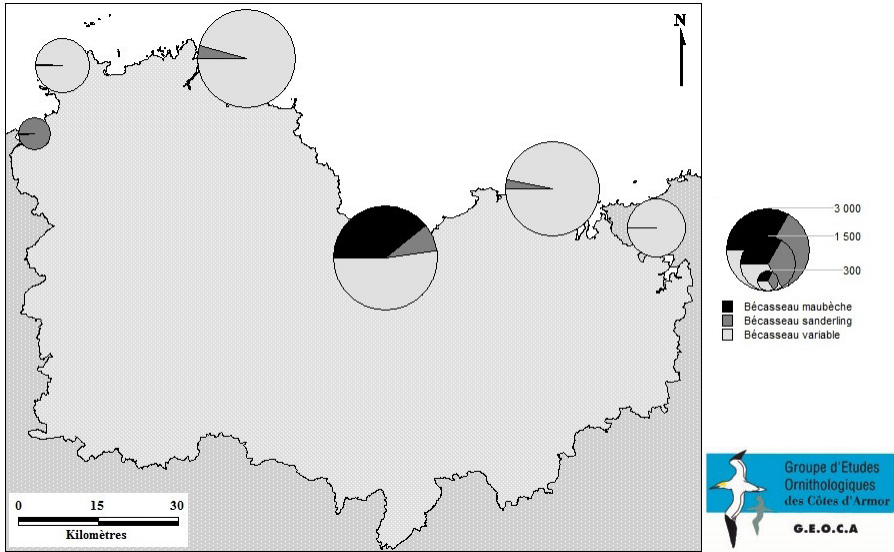 N
3 000
1 500
300
Bécasseau maubèche
Bécasseau sanderling
Bécasseau variable
0 15 30
Kilomètres
Groupe d'Etudes
Ornithologiques
des Côtes d'Armor
G.E.O.C.A